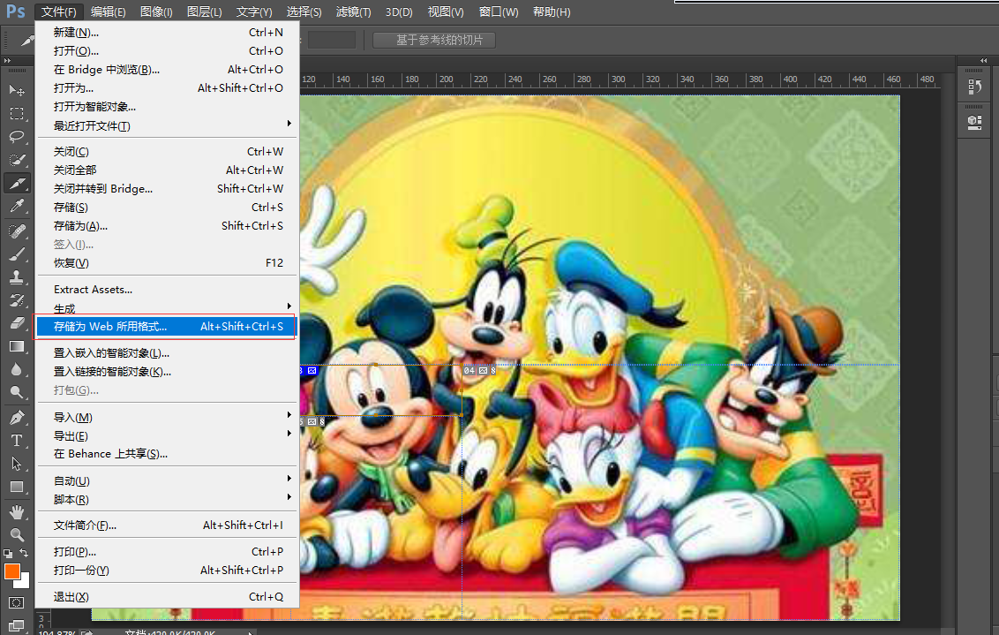 Ps 文件(F) 编辑(E) 图像(I) 图层(L) 文字(Y) 选择(S) 滤镜(T) 3D(D) 视图(V) 窗口(W) 帮助(H)
基于参考线的切片
新建(N)... Ctrl+N
打开(O)... Ctrl+O
在 Bridge 中浏览(B)... Alt+Ctrl+O
打开为... Alt+Shift+Ctrl+O
打开为智能对象...
最近打开文件(T)
关闭(C) Ctrl+W
关闭全部 Alt+Ctrl+W
关闭并转到 Bridge... Shift+Ctrl+W
存储(S) Ctrl+S
存储为(A)... Shift+Ctrl+S
签入(I)...
恢复(V) F12
Extract Assets...
生成
存储为 Web 所用格式... Alt+Shift+Ctrl+S
置入嵌入的智能对象(L)...
置入链接的智能对象(K)...
打包(G)...
导入(M)
导出(E)
在 Behance 上共享(S)...
自动(U)
脚本(R)
文件简介(F)... Alt+Shift+Ctrl+I
打印(P)... Ctrl+P
打印一份(Y) Alt+Shift+Ctrl+P
退出(X) Ctrl+Q
120 140 160 180 200 220 240 260 280 300 320 340 360 380 400 420 440 460 480
04